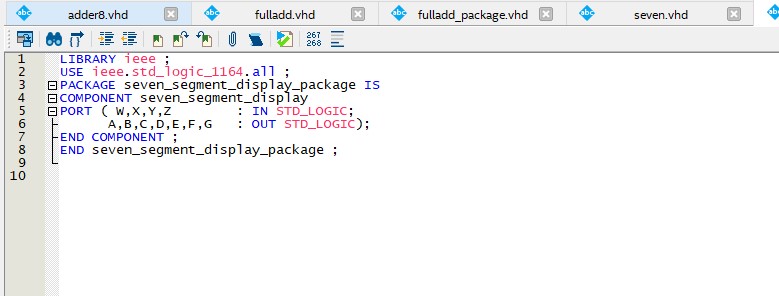 adder8.vhd fulladd.vhd fulladd_package.vhd seven.vhd
267
268
1 LIBRARY ieee ;
2 USE ieee.std_logic_1164.all ;
3 PACKAGE seven_segment_display_package IS
4 COMPONENT seven_segment_display
5 PORT ( W,X,Y,Z : IN STD_LOGIC;
6 A,B,C,D,E,F,G : OUT STD_LOGIC);
7 END COMPONENT ;
8 END seven_segment_display_package ;
9
10